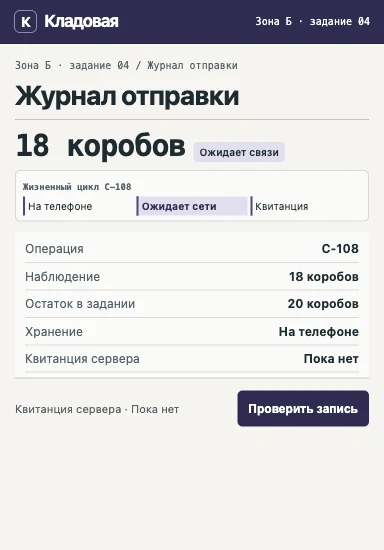 К Кладовая
Зона Б · задание 04
Зона Б · задание 04 / Журнал отправки
Журнал отправки
18 коробов Ожидает связи
Жизненный цикл C-108
На телефоне Ожидает сети Квитанция
Операция C-108
Наблюдение 18 коробов
Остаток в задании 20 коробов
Хранение На телефоне
Квитанция сервера Пока нет
Квитанция сервера · Пока нет Проверить запись